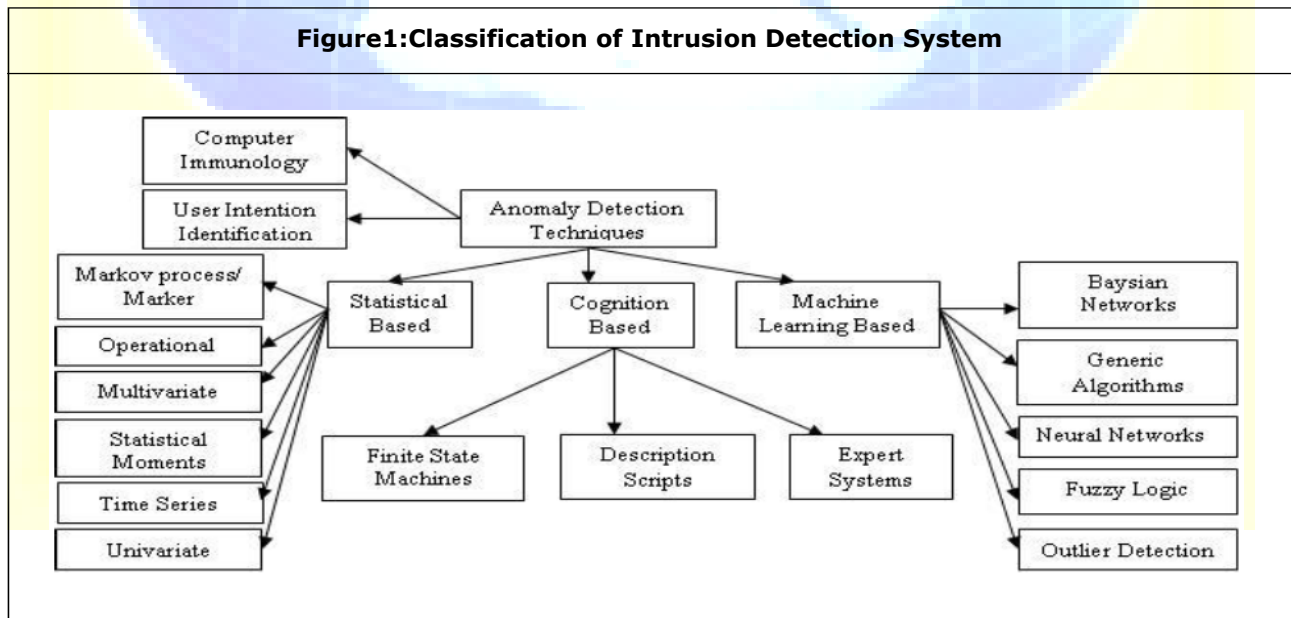 Figure1:Classification of Intrusion Detection System
Computer
Immunology
User Intention
Identification
Anomaly Detection
Techniques
Markov process/
Marker
Operational
Multivariate
Statistical
Moments
Time Series
Univariate
Statistical
Based
Cognition
Based
Machine
Learning Based
Finite State
Machines
Description
Scripts
Expert
Systems
Baysian
Networks
Generic
Algorithms
Neural Networks
Fuzzy Logic
Outlier Detection